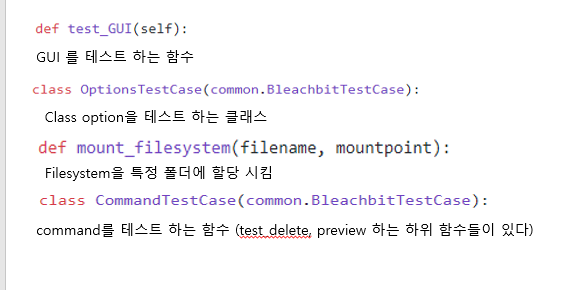 def test_GUI(self):
GUI 를 테스트 하는 함수
class OptionsTestCase(common.BleachbitTestCase):
Class option을 테스트 하는 클래스
def mount_filesystem(filename, mountpoint):
Filesystem을 특정 폴더에 할당 시킴
class CommandTestCase(common.BleachbitTestCase):
command를 테스트 하는 함수 (test_delete, preview 하는 하위 함수들이 있다)